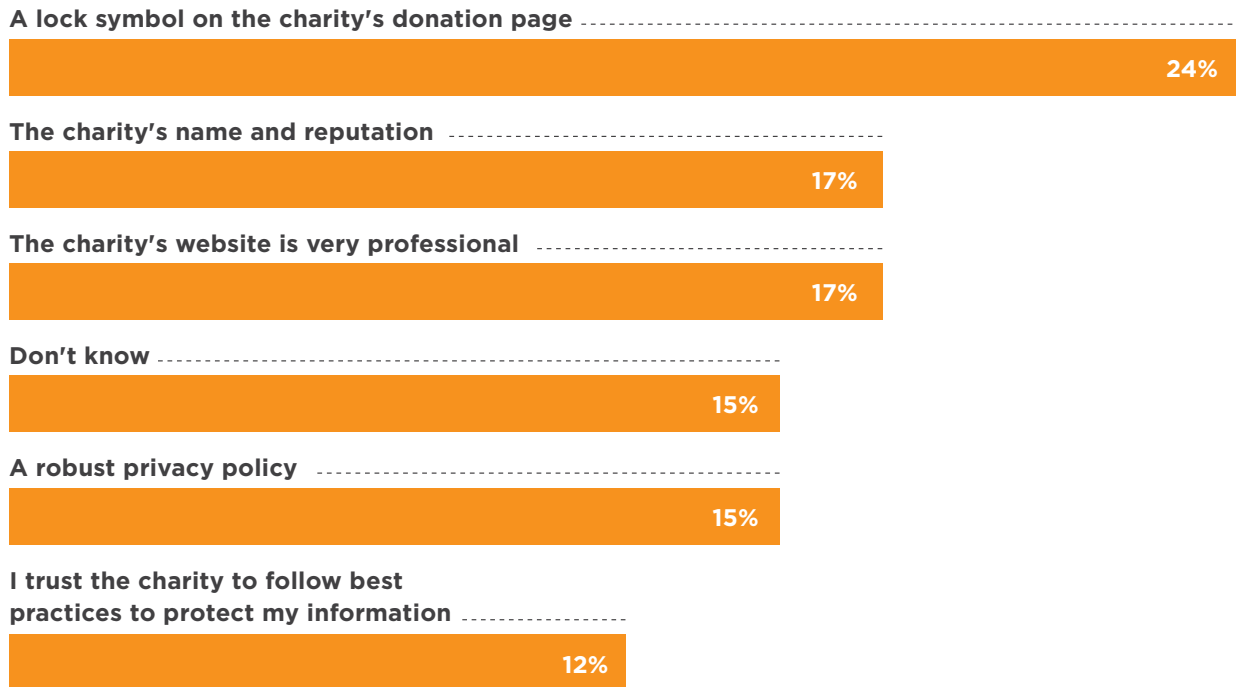 A lock symbol on the charity's donation page
24%
The charity's name and reputation
17%
The charity's website is very professional
17%
Don't know
15%
A robust privacy policy
15%
I trust the charity to follow best
practices to protect my information
12%